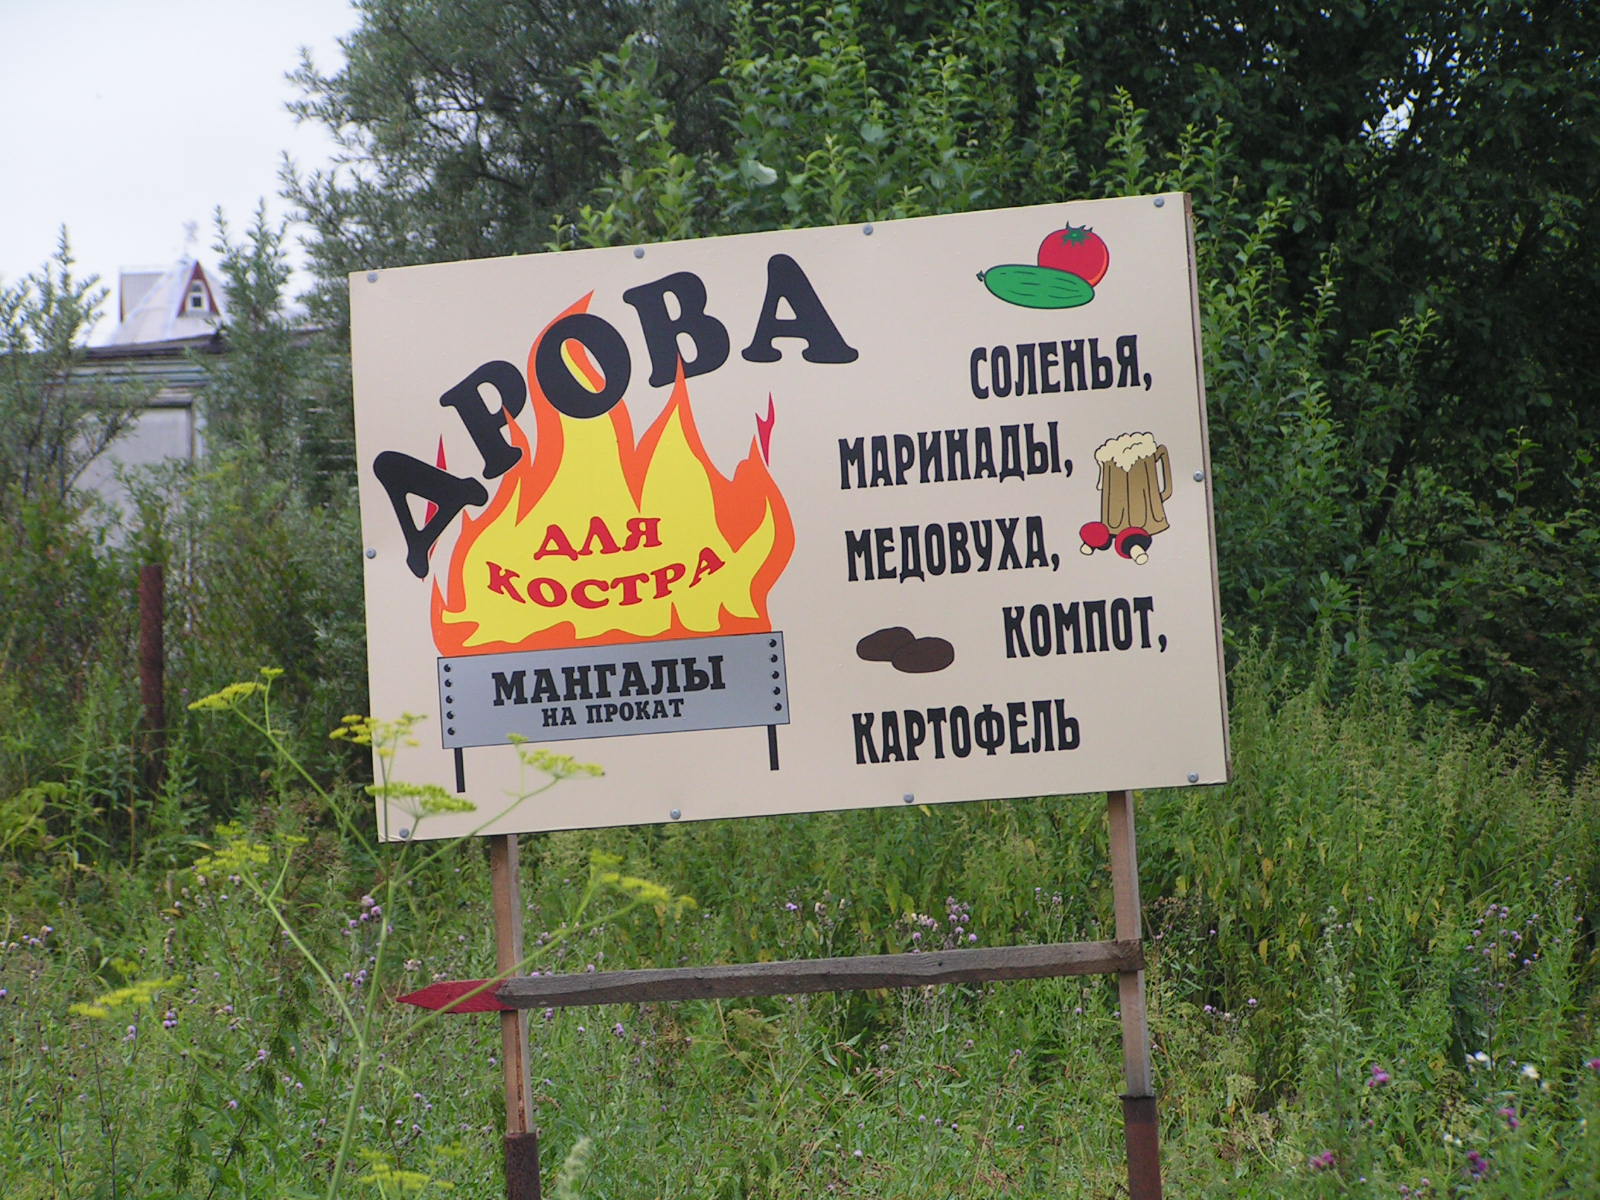 ДРОВА
ДЛЯ
КОСТРА
МАНГАЛЫ
НА ПРОКАТ
СОЛЕНЬЯ,
МАРИНАДЫ,
МЕДОВУХА,
КОМПОТ,
КАРТОФЕЛЬ